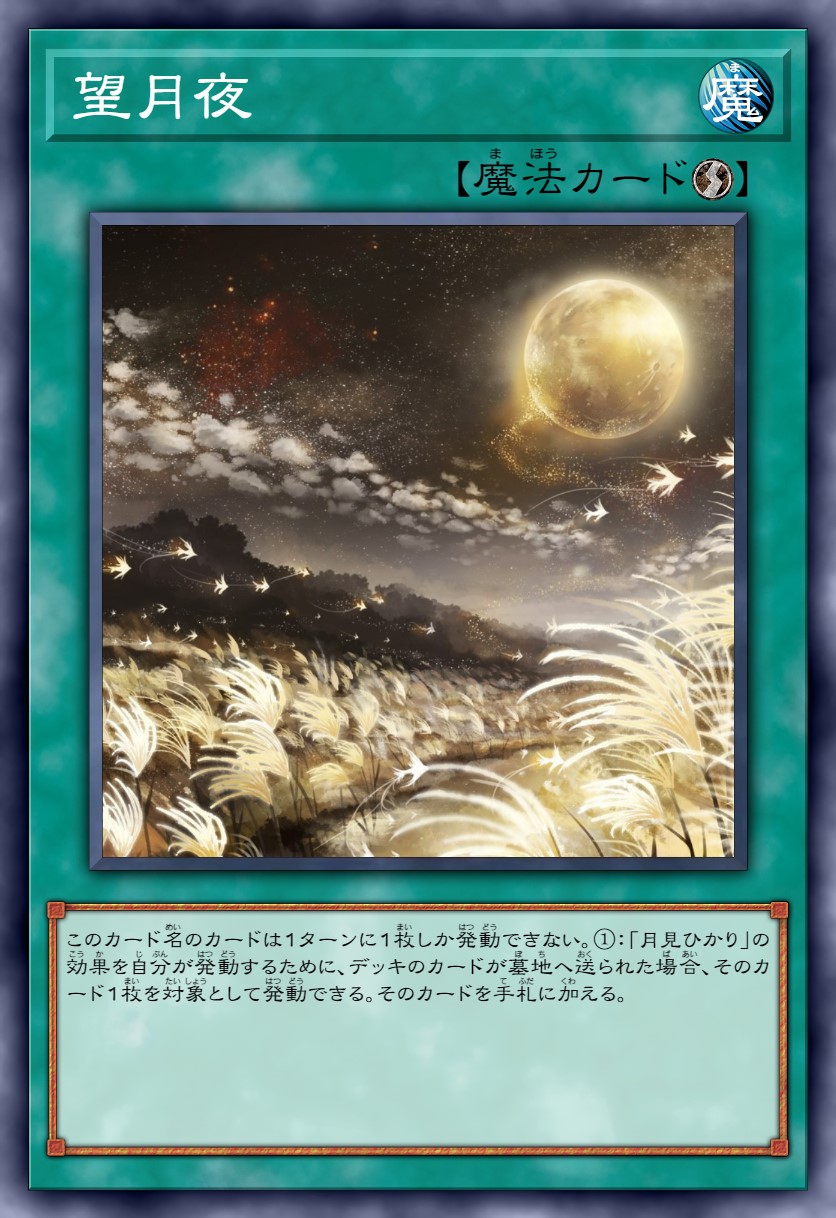 望月夜
魔
【魔法カード】
このカード名のカードは1ターンに1枚しか発動できない。①：「月見ひかり」の
効果を自分が発動するために、デッキのカードが墓地へ送られた場合、そのカ
ード1枚を対象として発動できる。そのカードを手札に加える。